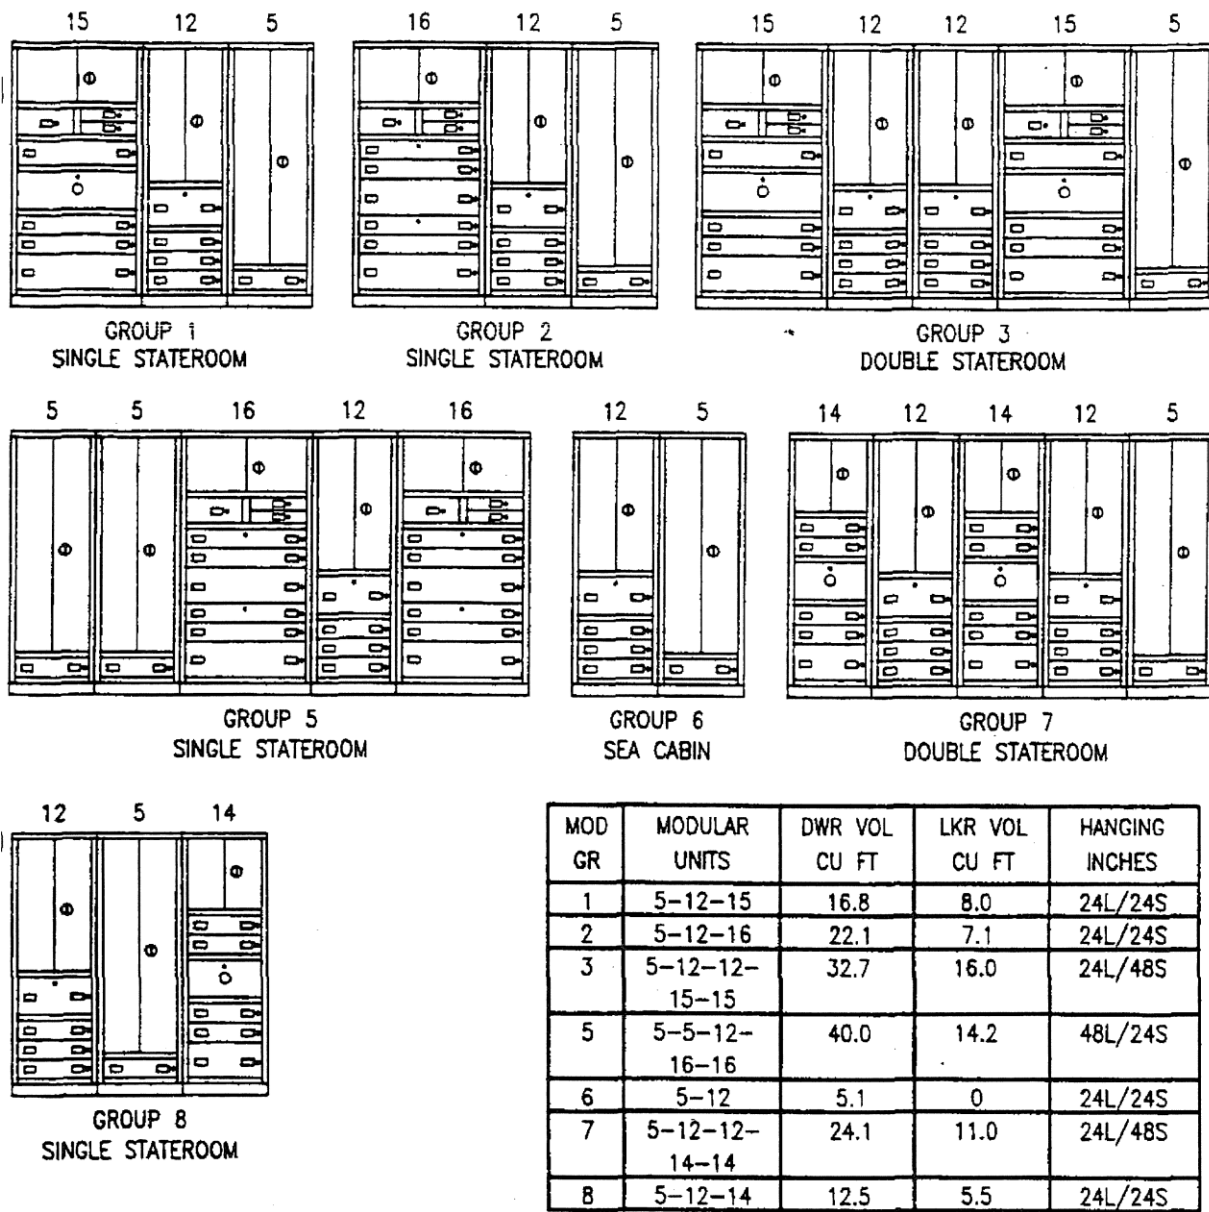 15 12 5
16 12 5
15 12 12 15 5
GROUP 1
SINGLE STATEROOM
GROUP 2
SINGLE STATEROOM
GROUP 3
DOUBLE STATEROOM
5 5 16 12 16
12 5
14 12 14 12 5
GROUP 5
SINGLE STATEROOM
GROUP 6
SEA CABIN
GROUP 7
DOUBLE STATEROOM
12 5 14
GROUP 8
SINGLE STATEROOM
MOD MODULAR DWR VOL LKR VOL HANGING
GR UNITS CU FT CU FT INCHES
1 5-12-15 16.8 8.0 24L/24S
2 5-12-16 22.1 7.1 24L/24S
3 5-12-12- 32.7 16.0 24L/48S
15-15
5 5-5-12- 40.0 14.2 48L/24S
16-16
6 5-12 5.1 0 24L/24S
7 5-12-12- 24.1 11.0 24L/48S
14-14
8 5-12-14 12.5 5.5 24L/24S